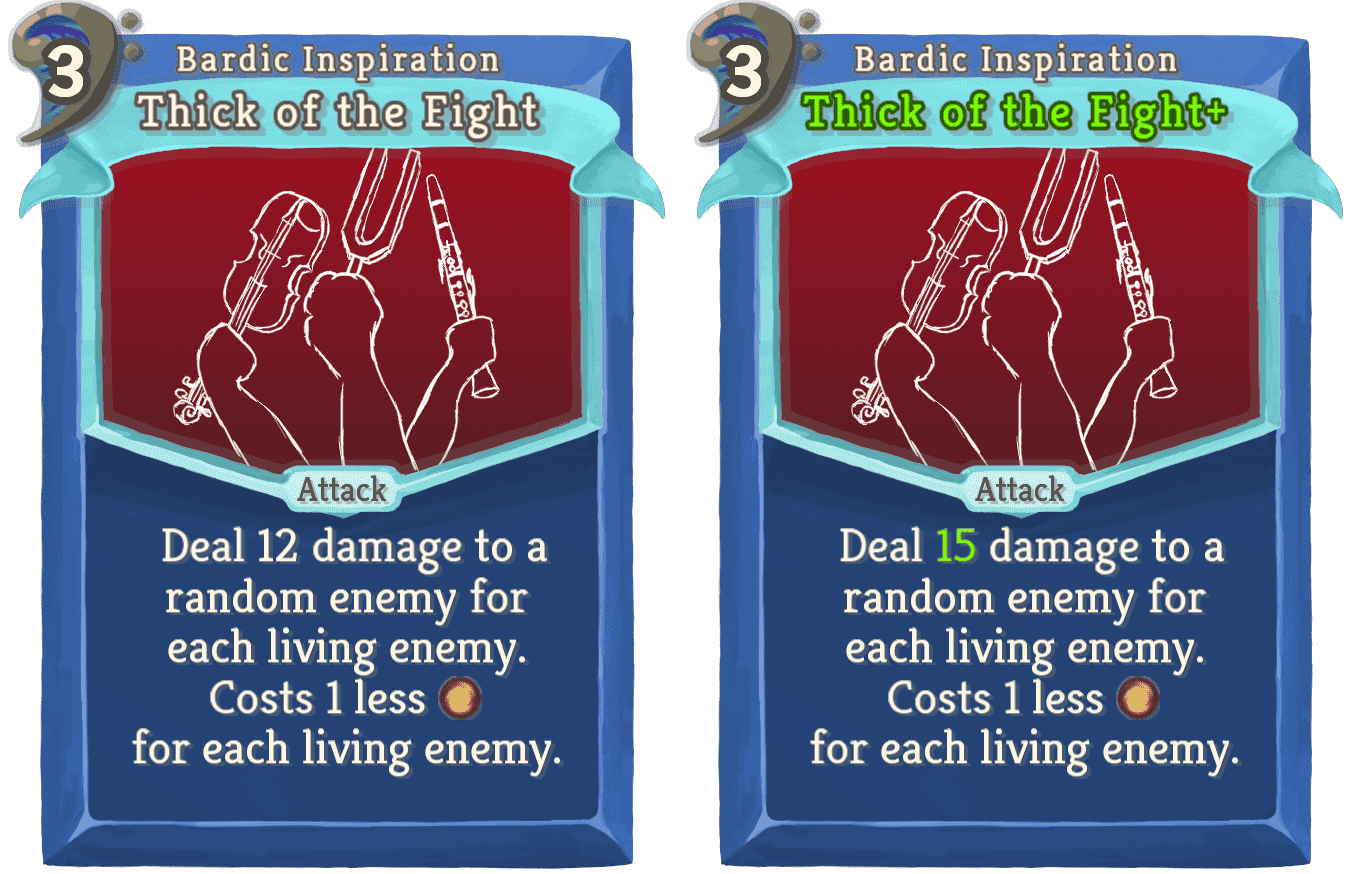 3
Bardic Inspiration
Thick of the Fight
Attack
Deal 12 damage to a
random enemy for
each living enemy.
Costs 1 less
for each living enemy.
3
Bardic Inspiration
Thick of the Fight+
Attack
Deal 15 damage to a
random enemy for
each living enemy.
Costs 1 less
for each living enemy.